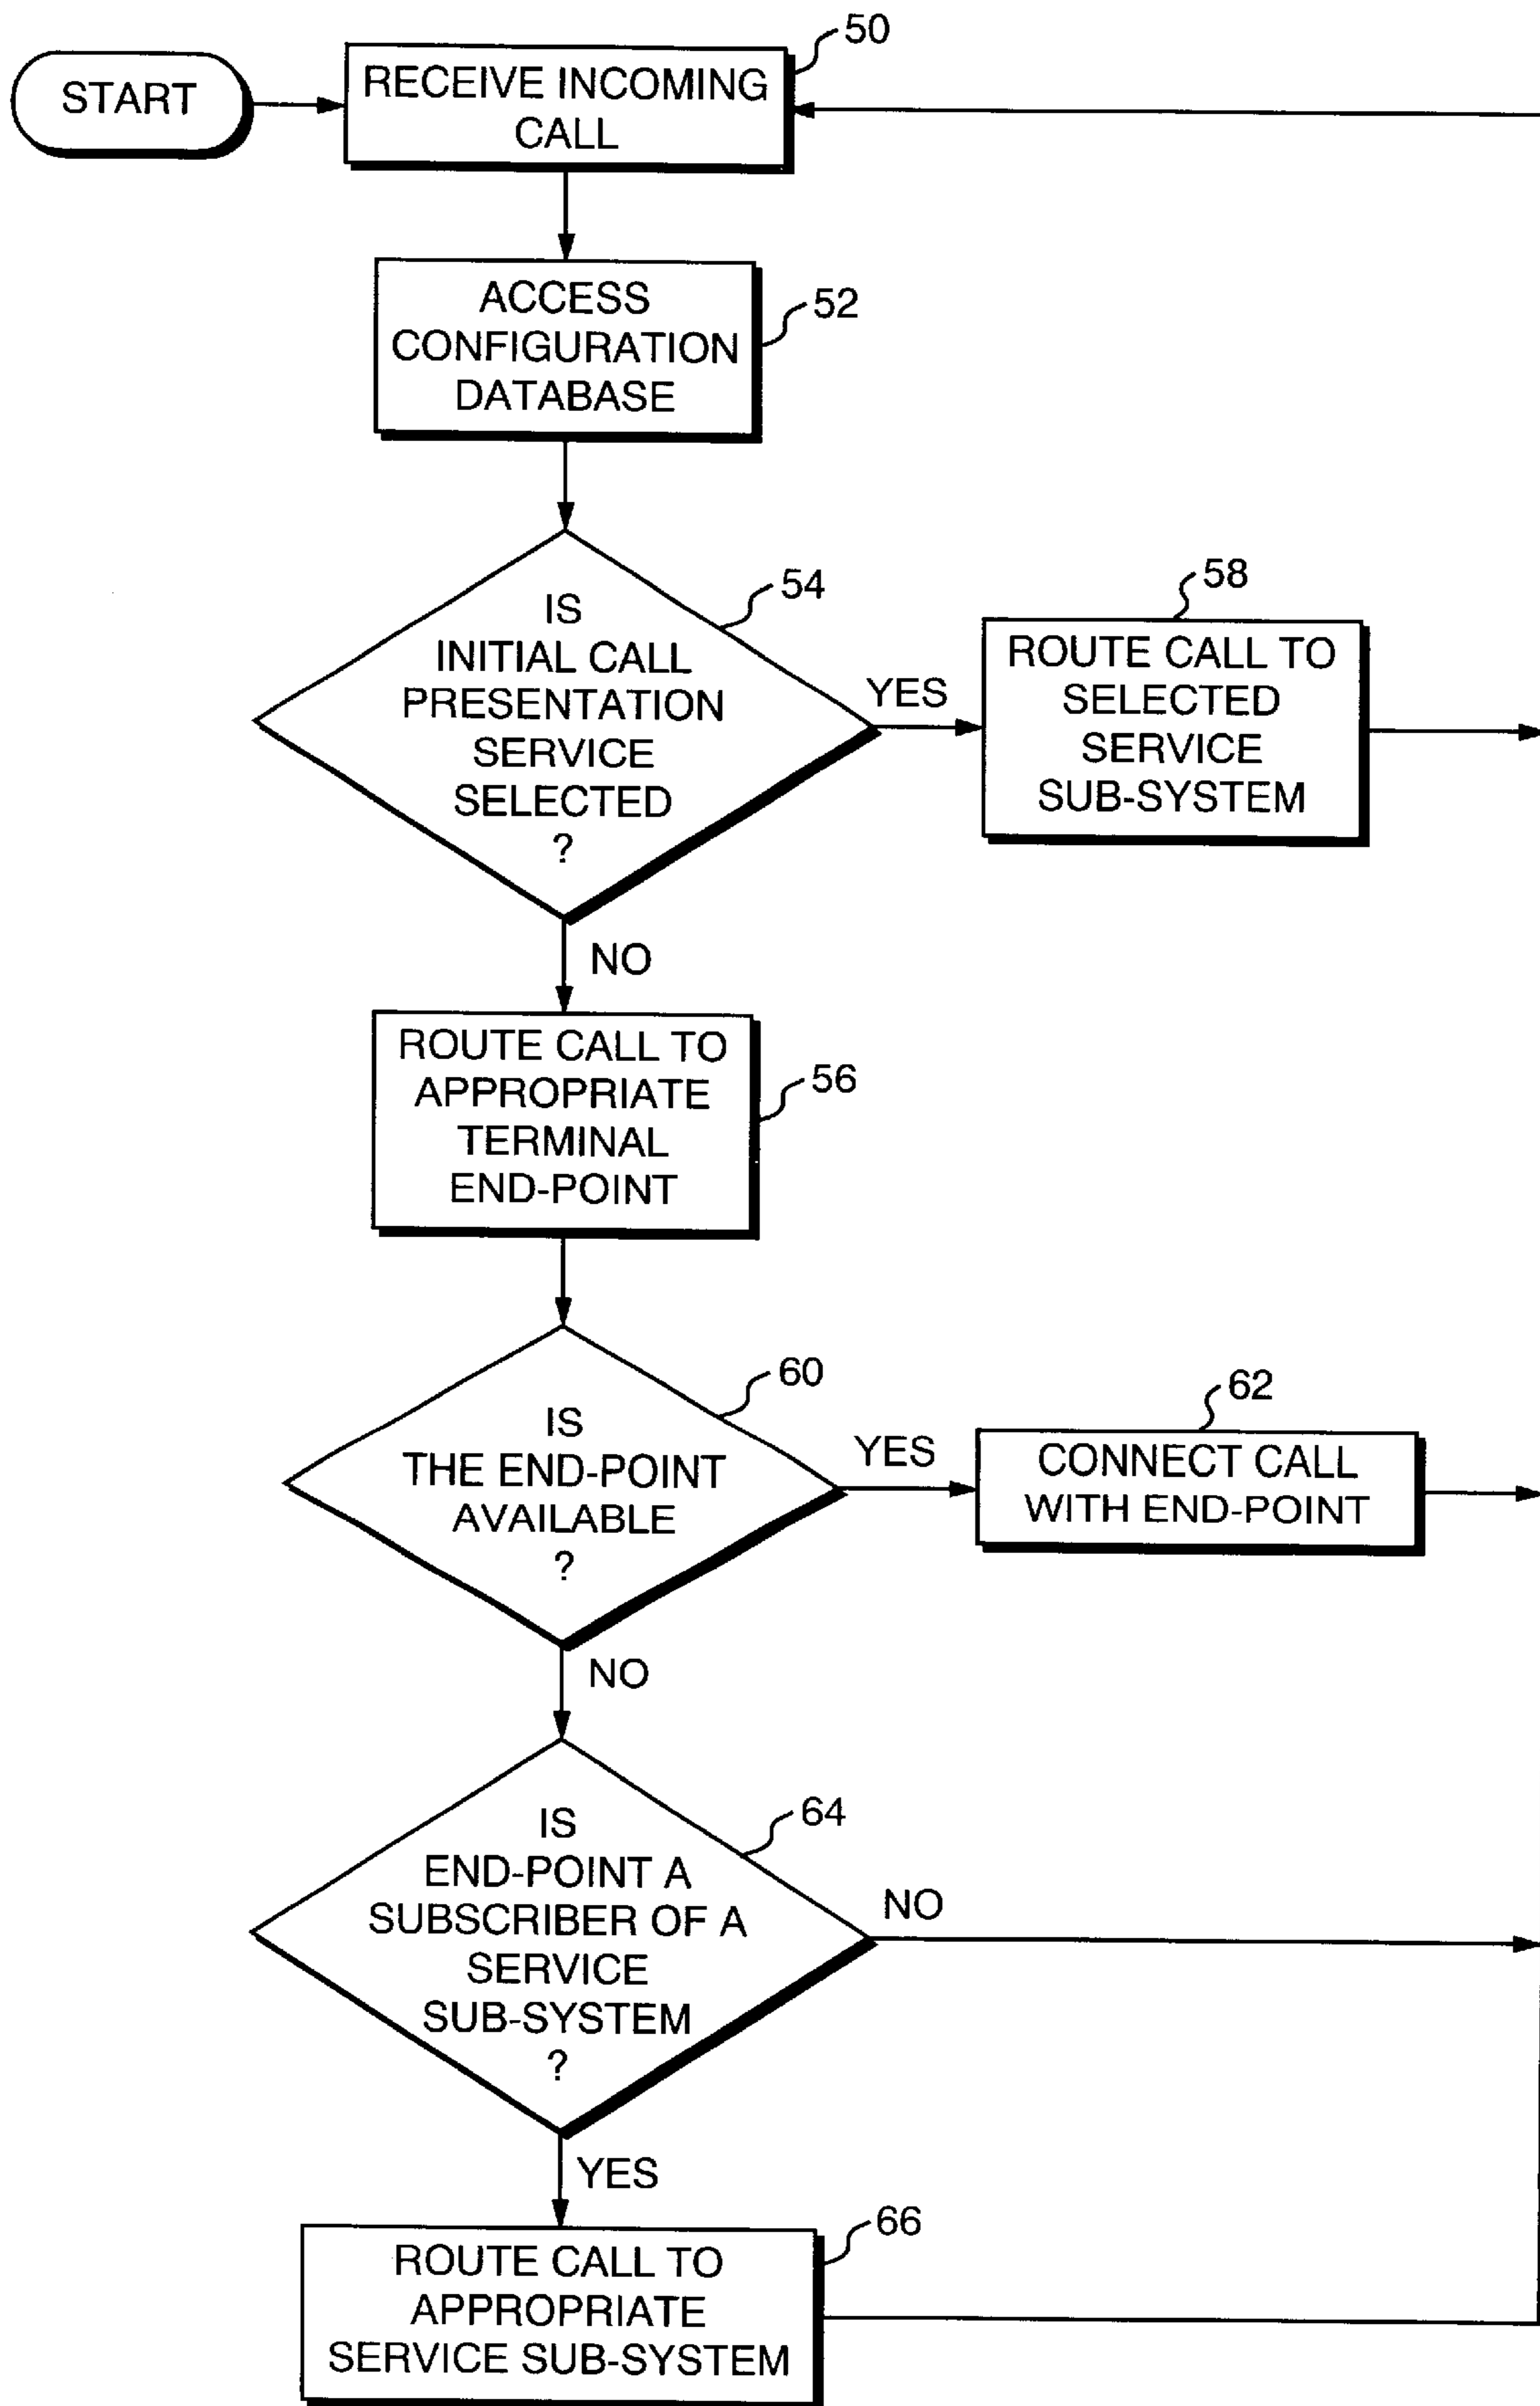 START
RECEIVE INCOMING
CALL
50
ACCESS
CONFIGURATION
DATABASE
52
IS
INITIAL CALL
PRESENTATION
SERVICE
SELECTED
?
54
YES
ROUTE CALL TO
SELECTED
SERVICE
SUB-SYSTEM
58
NO
ROUTE CALL TO
APPROPRIATE
TERMINAL
END-POINT
56
IS
THE END-POINT
AVAILABLE
?
60
YES
CONNECT CALL
WITH END-POINT
62
NO
IS
END-POINT A
SUBSCRIBER OF A
SERVICE
SUB-SYSTEM
?
64
NO
YES
ROUTE CALL TO
APPROPRIATE
SERVICE SUB-SYSTEM
66